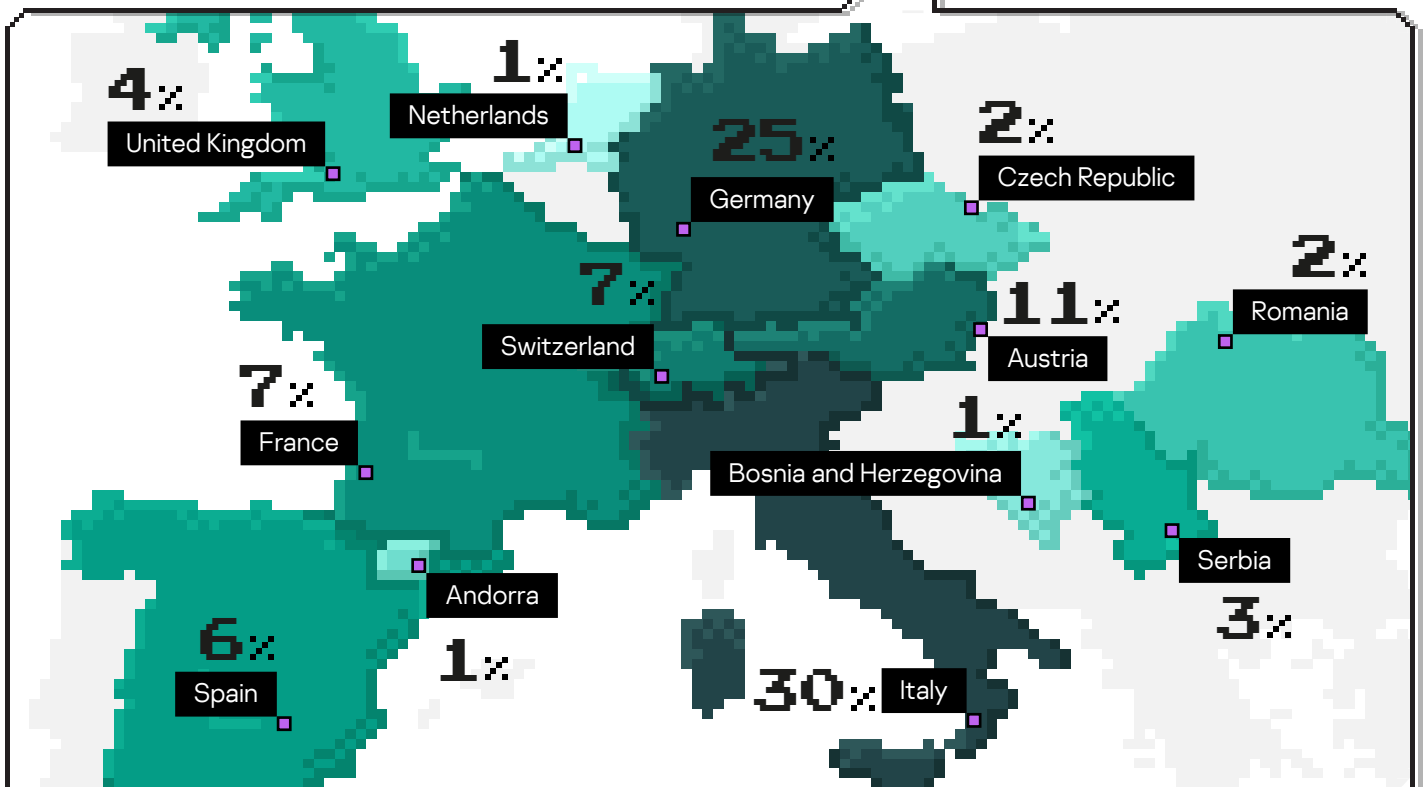 1%
Netherlands
4%
United Kingdom
25%
Germany
2%
Czech Republic
7%
Switzerland
11%
Austria
2%
Romania
7%
France
1%
Bosnia and Herzegovina
Serbia
3%
Andorra
1%
6%
Spain
30%
Italy